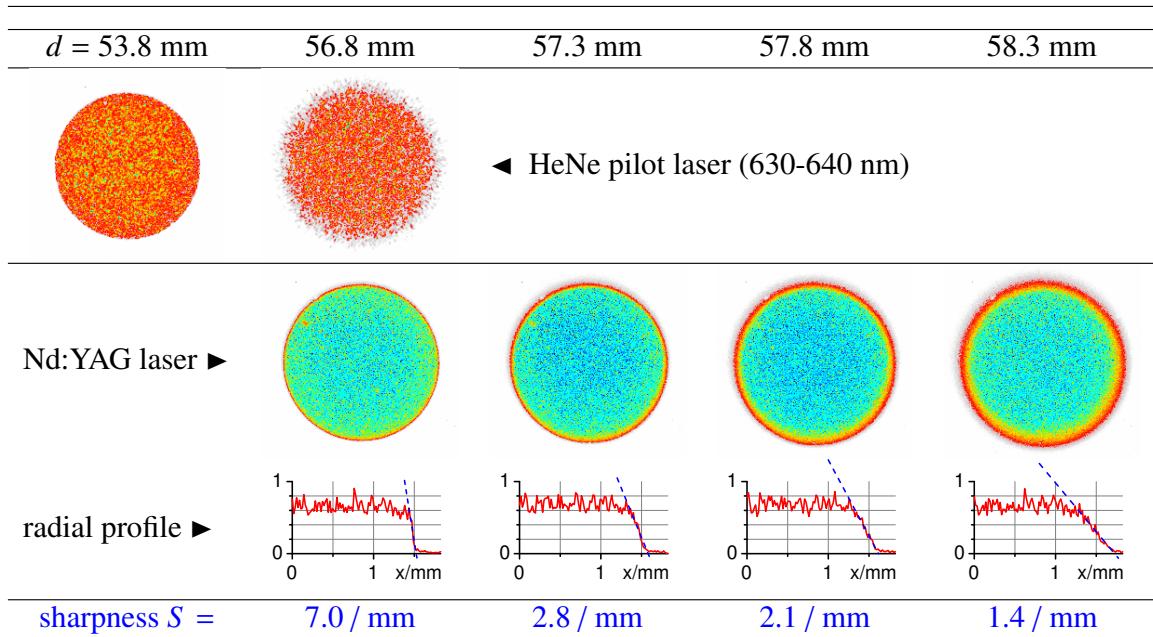 d = 53.8 mm 56.8 mm 57.3 mm 57.8 mm 58.3 mm
◄ HeNe pilot laser (630-640 nm)
Nd:YAG laser ►
radial profile ►
1 1 1 1
0 0 0 0
0 1 x/mm 0 1 x/mm 0 1 x/mm 0 1 x/mm
sharpness S = 7.0 / mm 2.8 / mm 2.1 / mm 1.4 / mm